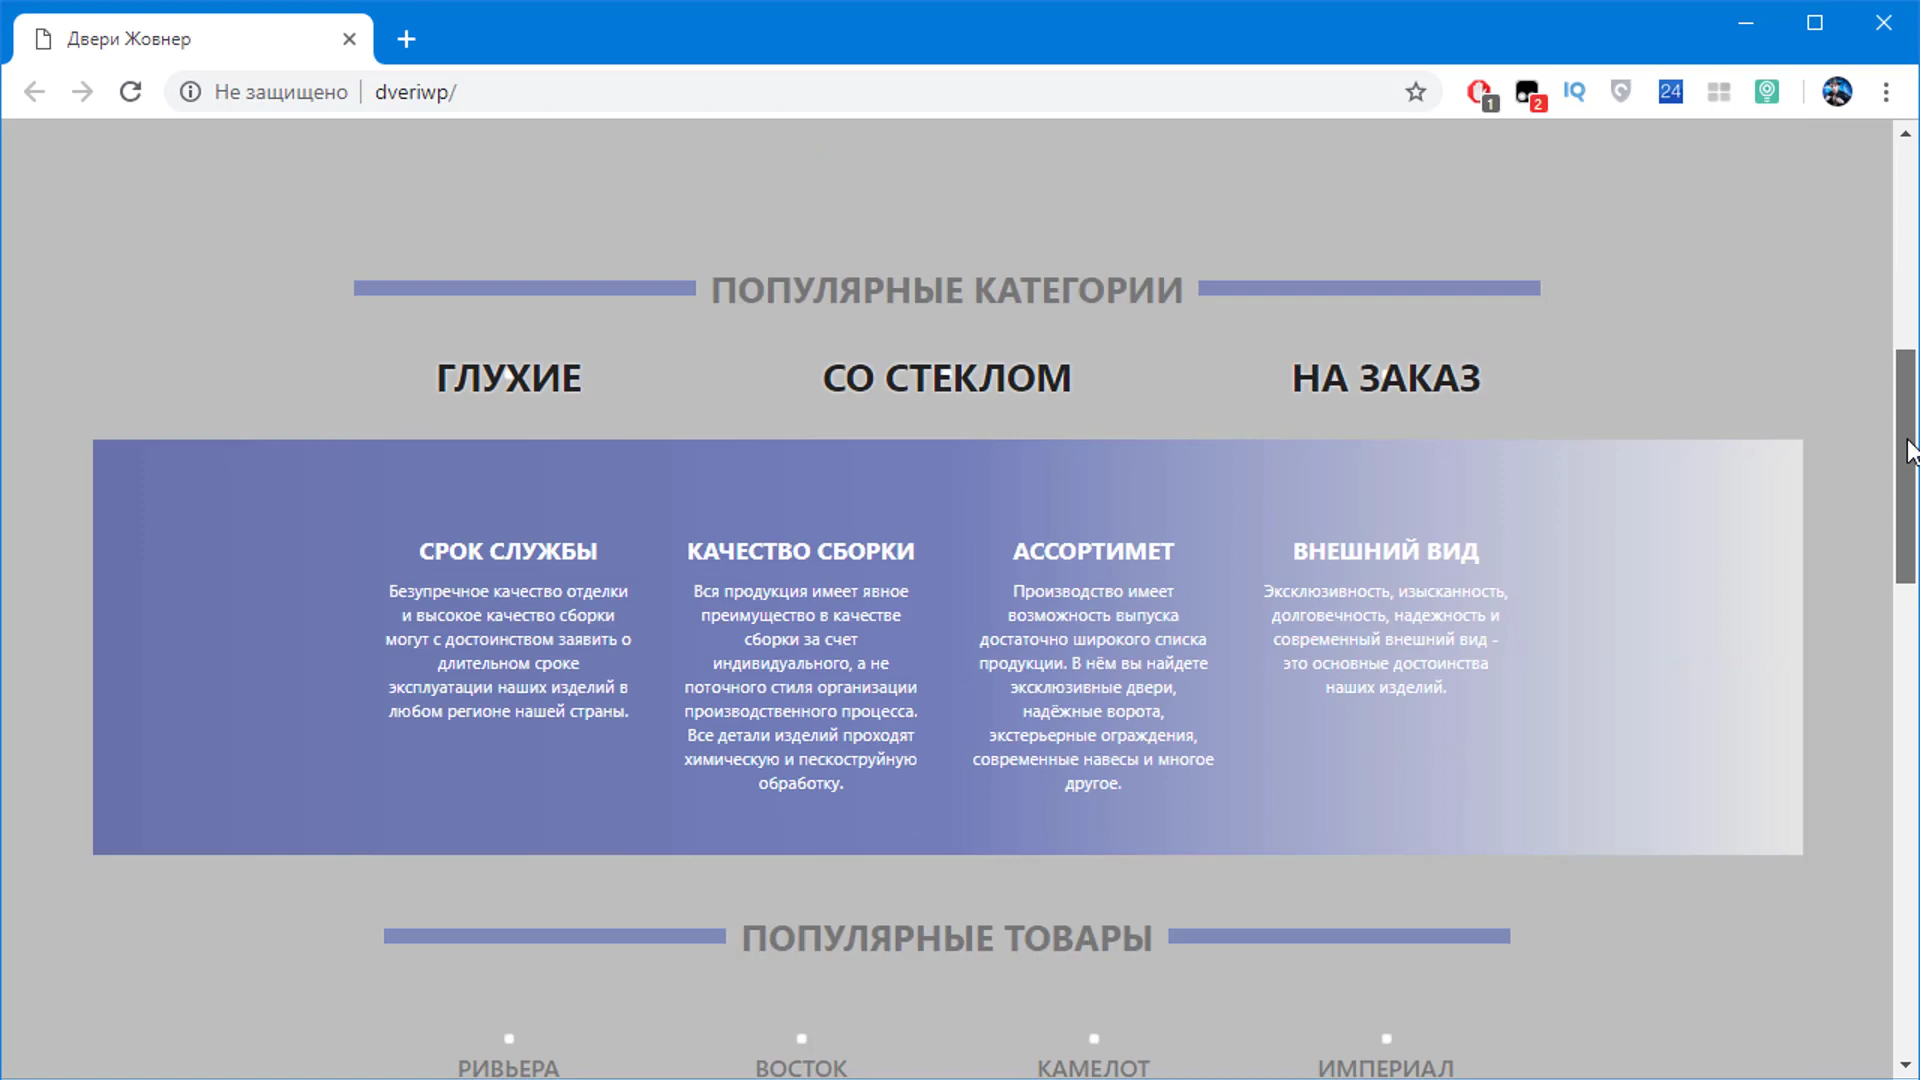 Двери Жовнер
Не защищено
dveriwp/
1
2
IQ
24
ПОПУЛЯРНЫЕ КАТЕГОРИИ
ГЛУХИЕ
СО СТЕКЛОМ
НА ЗАКАЗ
СРОК СЛУЖБЫ
Безупречное качество отделки
и высокое качество сборки
могут с достоинством заявить о
длительном сроке
эксплуатации наших изделий в
любом регионе нашей страны.
КАЧЕСТВО СБОРКИ
Вся продукция имеет явное
преимущество в качестве
сборки за счет
индивидуального, а не
поточного стиля организации
производственного процесса.
Все детали изделий проходят
химическую и пескоструйную
обработку.
АССОРТИМЕТ
Производство имеет
возможность выпуска
достаточно широкого списка
продукции. В нём вы найдете
эксклюзивные двери,
надёжные ворота,
экстерьерные ограждения,
современные навесы и многое
другое.
ВНЕШНИЙ ВИД
Эксклюзивность, изысканность,
долговечность, надежность и
современный внешний вид -
это основные достоинства
наших изделий.
ПОПУЛЯРНЫЕ ТОВАРЫ
РИВЬЕРА
ВОСТОК
КАМЕЛОТ
ИМПЕРИАЛ